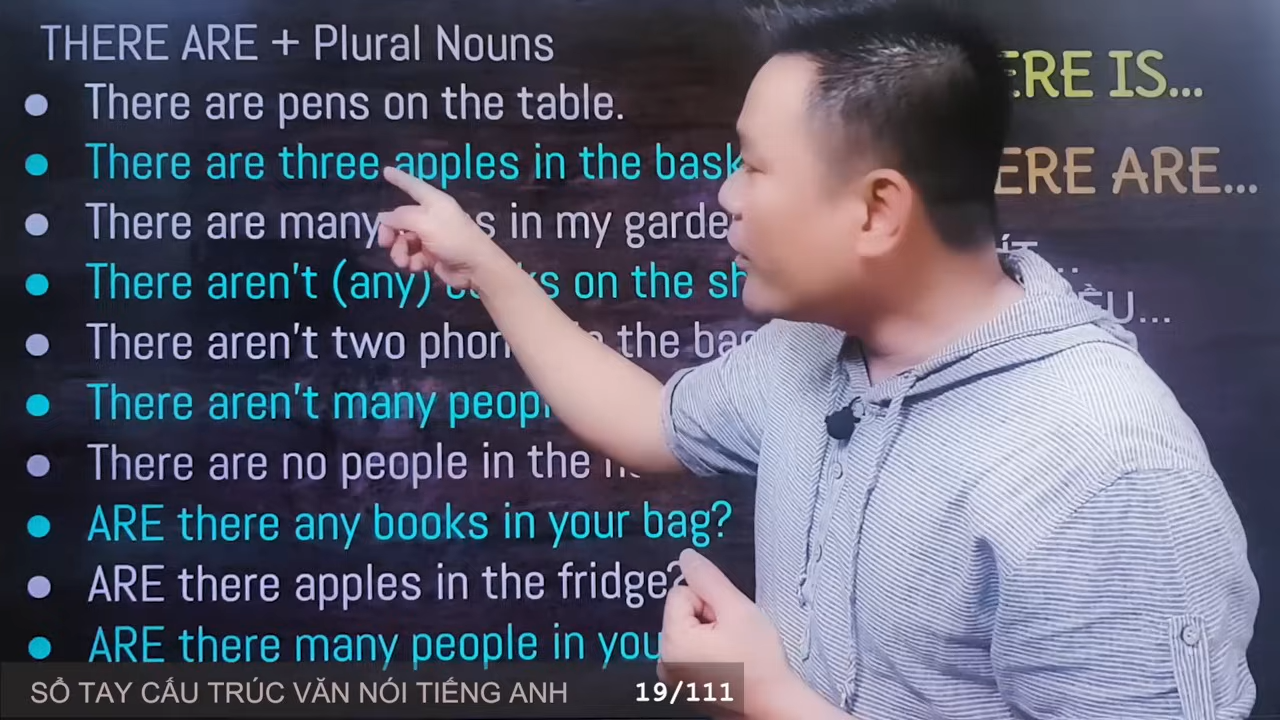 THERE ARE + Plural Nouns
There are pens on the table.
There are three apples in the bask
There are many in my garde
There aren't (any) on the sh
There aren't two phon the bag
There aren't many peopl
There are no people in the
ARE there any books in your bag?
ARE there apples in the fridge?
ARE there many people in you
ERE IS...
ERE ARE...
ÍT...
ỀU...
SỔ TAY CẤU TRÚC VĂN NÓI TIẾNG ANH
19/111